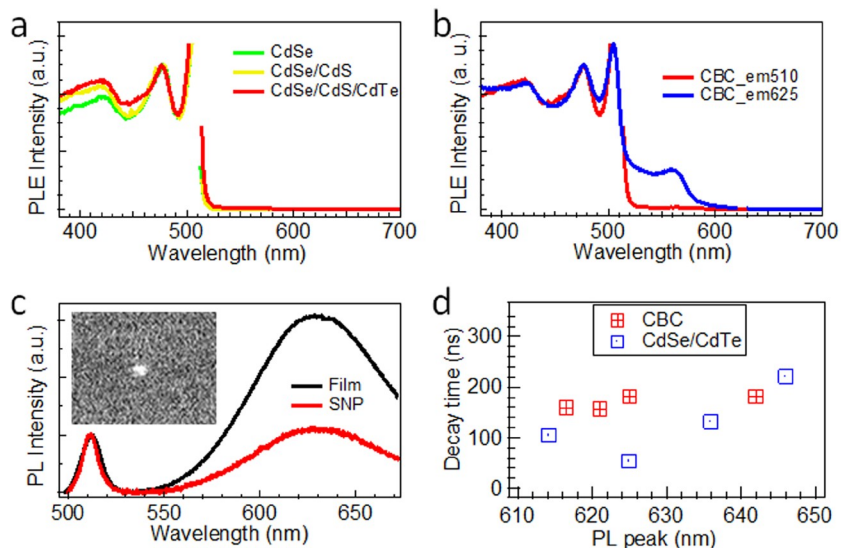 a
CdSe
CdSe/CdS
CdSe/CdS/CdTe
PLE Intensity (a.u.)
400 500 600 700
Wavelength (nm)
b
CBC_em510
CBC_em625
PLE Intensity (a.u.)
400 500 600 700
Wavelength (nm)
c
Film
SNP
PL Intensity (a.u.)
500 550 600 650
Wavelength (nm)
d
CBC
CdSe/CdTe
Decay time (ns)
300
200
100
0
610 620 630 640 650
PL peak (nm)